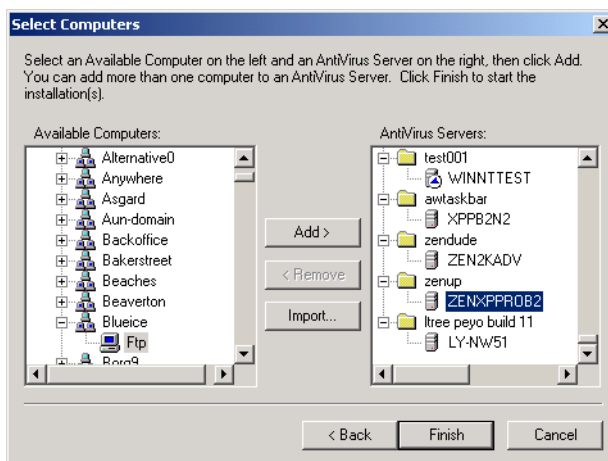 Select Computers
Select an Available Computer on the left and an AntiVirus Server on the right, then click Add.
You can add more than one computer to an AntiVirus Server. Click Finish to start the
installation(s).
Available Computers:
Alternative0
Anywhere
Asgard
Aun-domain
Backoffice
Bakerstreet
Beaches
Beaverton
Blueice
Ftp
Borg9
Add >
< Remove
Import...
AntiVirus Servers:
test001
WINNTTEST
awtaskbar
XPPB2N2
zendude
ZEN2KADV
zenup
ZENXPPROB2
ltree peyo build 11
LY-NW51
< Back
Finish
Cancel